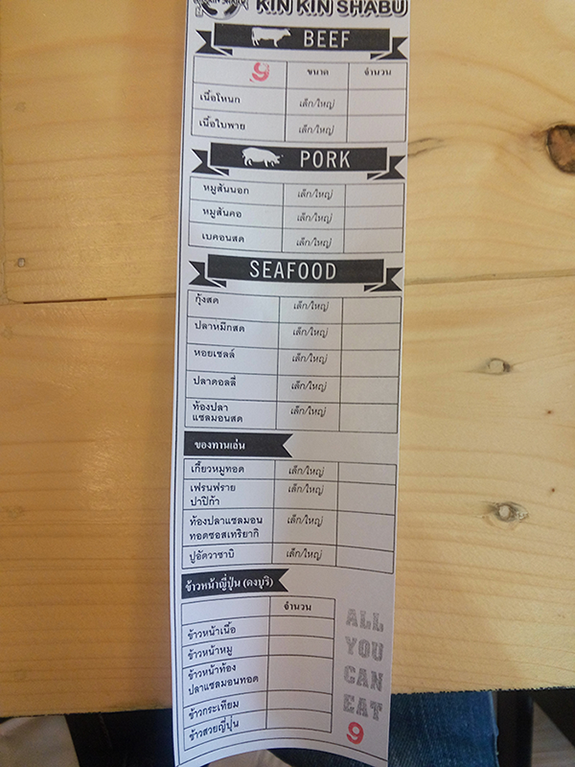 KIN KIN SHABU
BEEF
9 ขนาด จำนวน
เนื้อโหนก เล็ก/ใหญ่
เนื้อใบพาย เล็ก/ใหญ่
PORK
หมูสันนอก เล็ก/ใหญ่
หมูสันคอ เล็ก/ใหญ่
เบคอนสด เล็ก/ใหญ่
SEAFOOD
กุ้งสด เล็ก/ใหญ่
ปลาหมึกสด เล็ก/ใหญ่
หอยเชลล์ เล็ก/ใหญ่
ปลาดอลลี่ เล็ก/ใหญ่
ท้องปลา เล็ก/ใหญ่
แซลมอนสด
ของทานเล่น
เกี๊ยวหมูทอด เล็ก/ใหญ่
เฟรนฟราย เล็ก/ใหญ่
ปาปิก้า
ท้องปลาแซลมอน เล็ก/ใหญ่
ทอดซอสเทริยากิ
ปูอัดวาซาบิ เล็ก/ใหญ่
ข้าวหน้าญี่ปุ่น (ดงบุริ)
จำนวน
ข้าวหน้าเนื้อ
ข้าวหน้าหมู
ข้าวหน้าท้อง
ปลาแซลมอนทอด
ข้าวกระเทียม
ข้าวสวยญี่ปุ่น
ALL
YOU
CAN
EAT
9